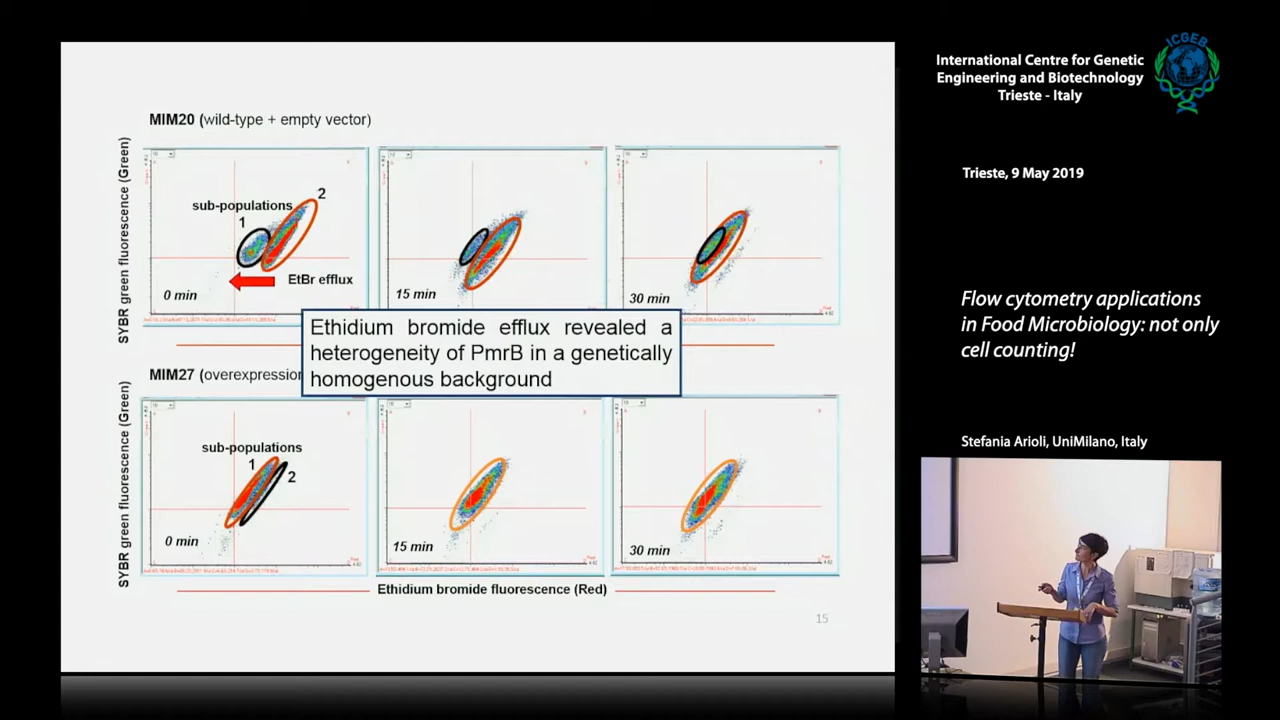 MIM20 (wild-type + empty vector)
SYBR green fluorescence (Green)
sub-populations
1
2
EtBr efflux
0 min
15 min
30 min
Ethidium bromide efflux revealed a
heterogeneity of PmrB in a genetically
homogenous background
MIM27 (overexpression
SYBR green fluorescence (Green)
sub-populations
1
2
0 min
15 min
30 min
Ethidium bromide fluorescence (Red)
15
International Centre for Genetic
Engineering and Biotechnology
Trieste - Italy
ICGEB
Trieste, 9 May 2019
Flow cytometry applications
in Food Microbiology: not only
cell counting!
Stefania Arioli, UniMilano, Italy